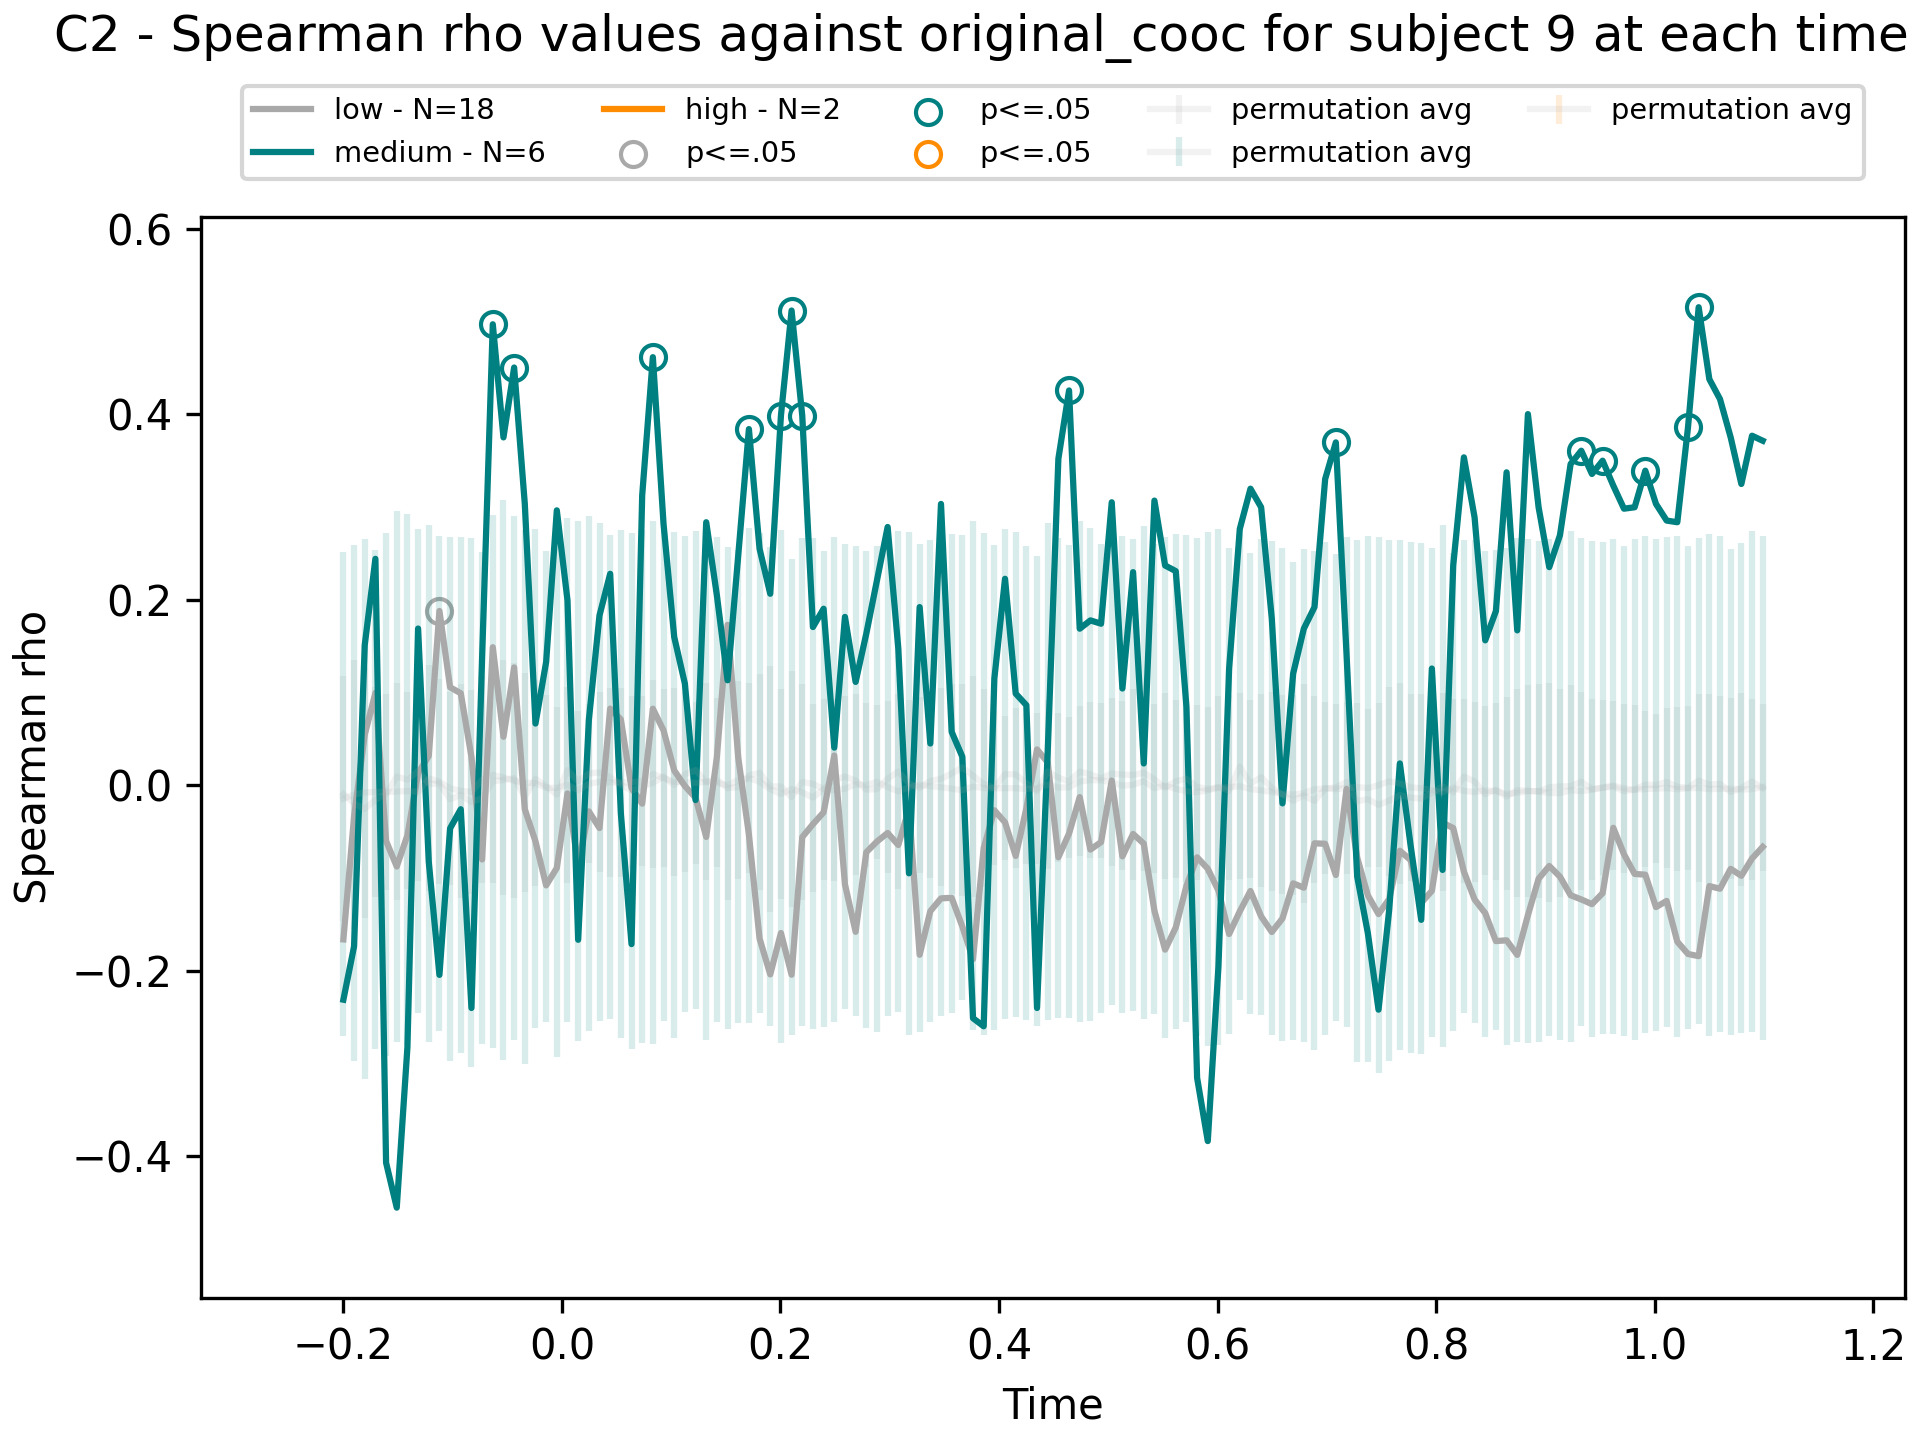 C2 - Spearman rho values against original_cooc for subject 9 at each time
low - N=18
medium - N=6
high - N=2
p<=.05
p<=.05
p<=.05
permutation avg
permutation avg
permutation avg
Spearman rho
0.6
0.4
0.2
0.0
−0.2
−0.4
−0.2
0.0
0.2
0.4
0.6
0.8
1.0
1.2
Time